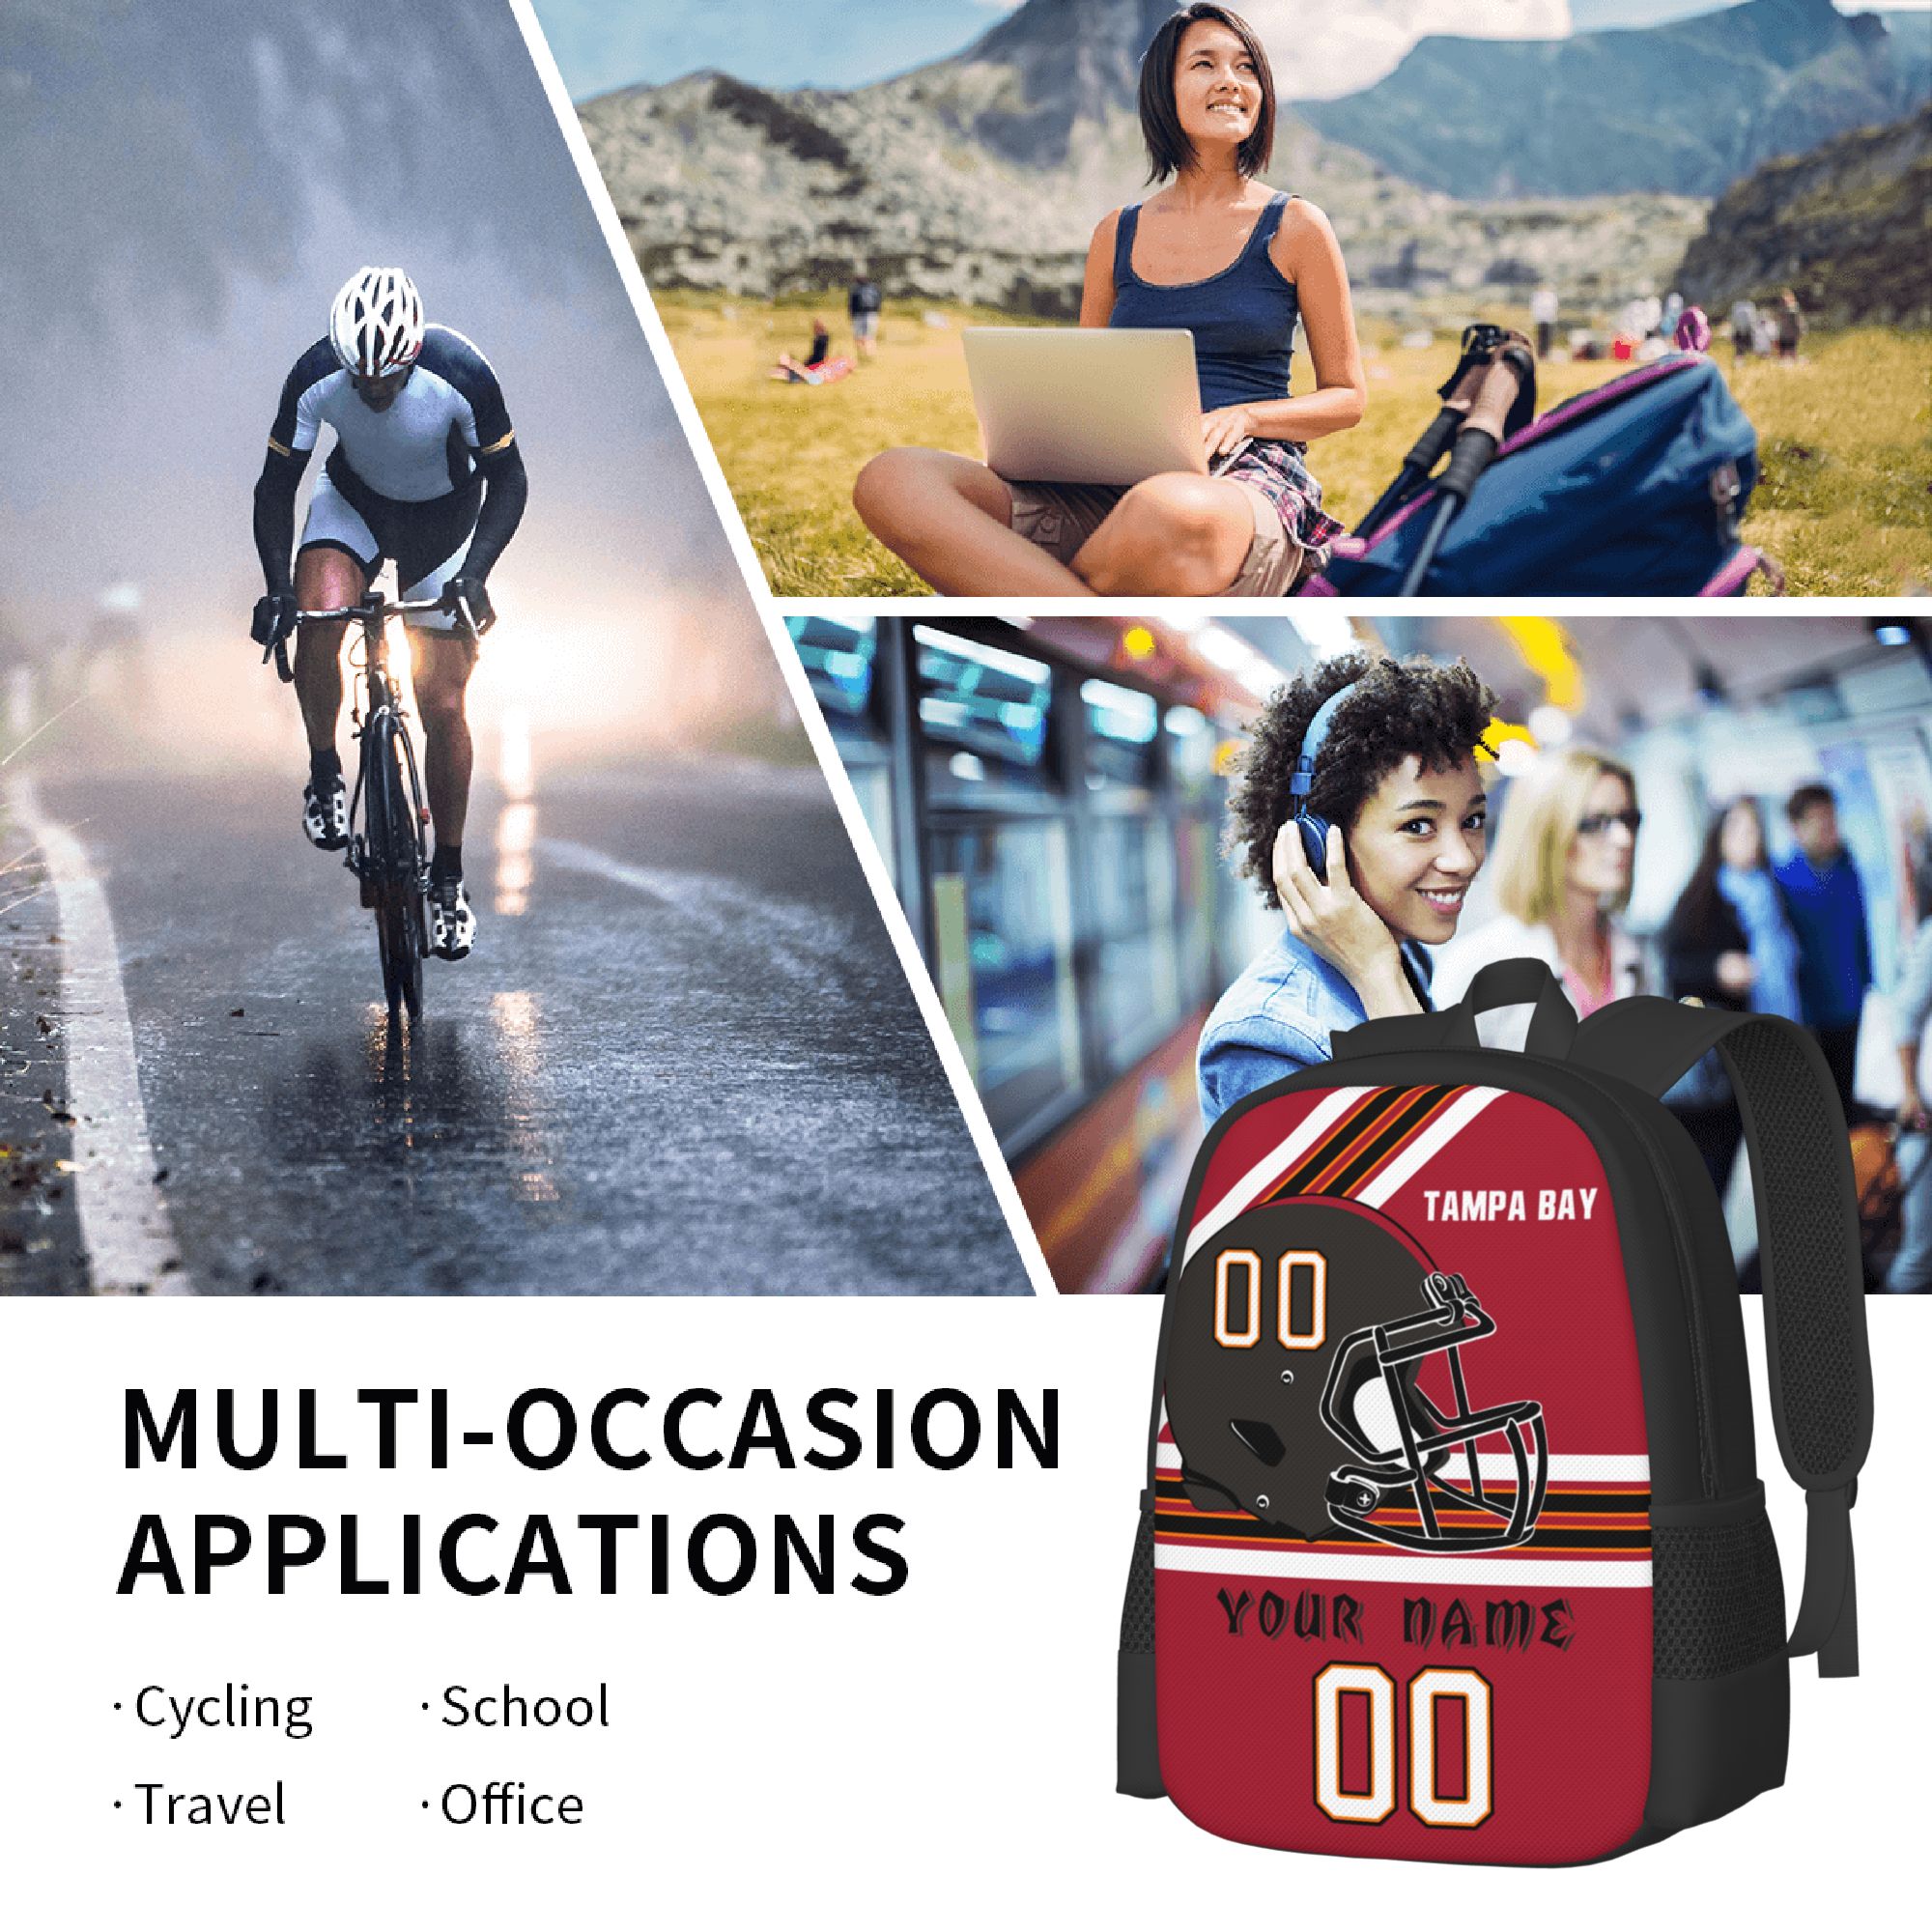 TAMPA BAY
00
YOUR NAME
00
MULTI-OCCASION
APPLICATIONS
· Cycling
· School
· Travel
· Office